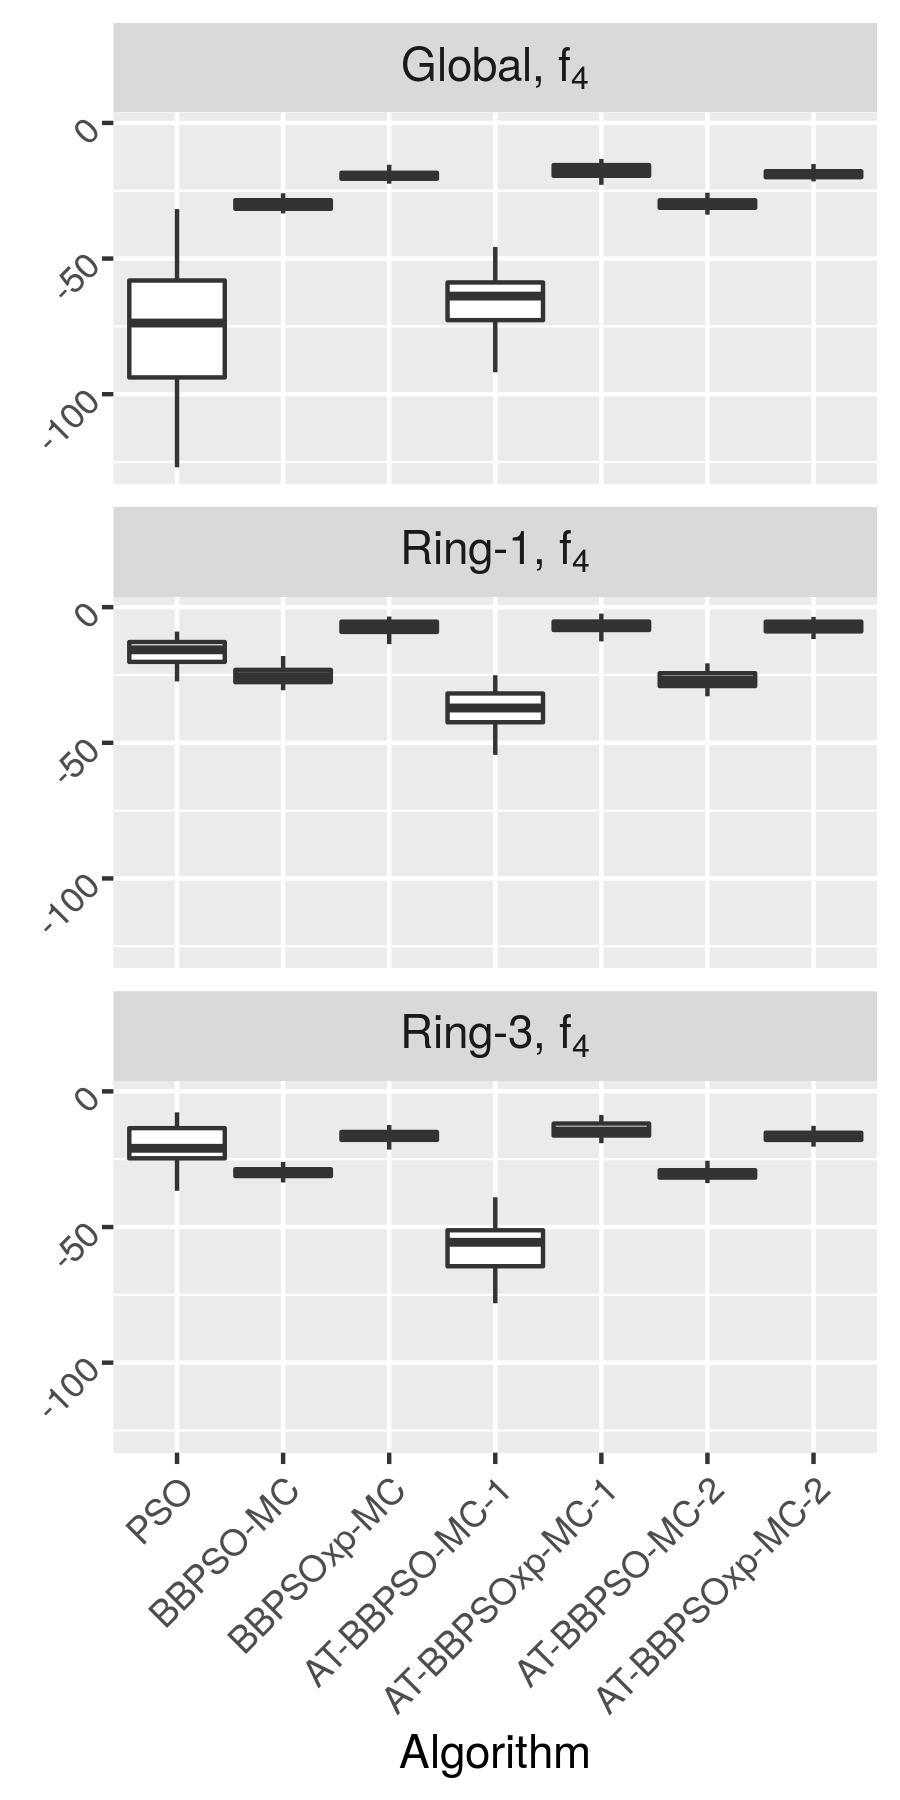 Global, f4
0
-50
-100
Ring-1, f4
0
-50
-100
Ring-3, f4
0
-50
-100
PSO
BBPSO-MC
BBPSOxp-MC
AT-BBPSO-MC-1
AT-BBPSOxp-MC-1
AT-BBPSO-MC-2
AT-BBPSOxp-MC-2
Algorithm